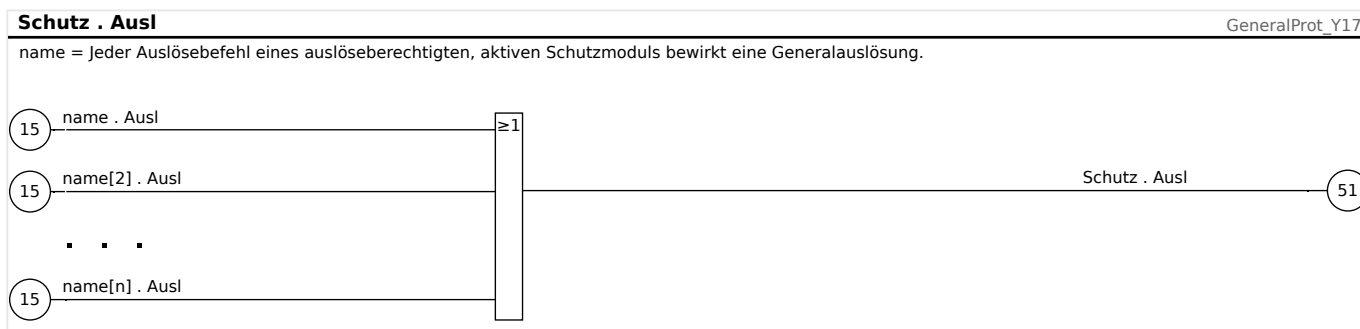 Schutz . Ausl
GeneralProt_Y17
name = Jeder Auslösebefehl eines auslöseberechtigten, aktiven Schutzmoduls bewirkt eine Generalauslösung.
15 name . Ausl
≥1
15 name[2] . Ausl
Schutz . Ausl 51
. . .
15 name[n] . Ausl